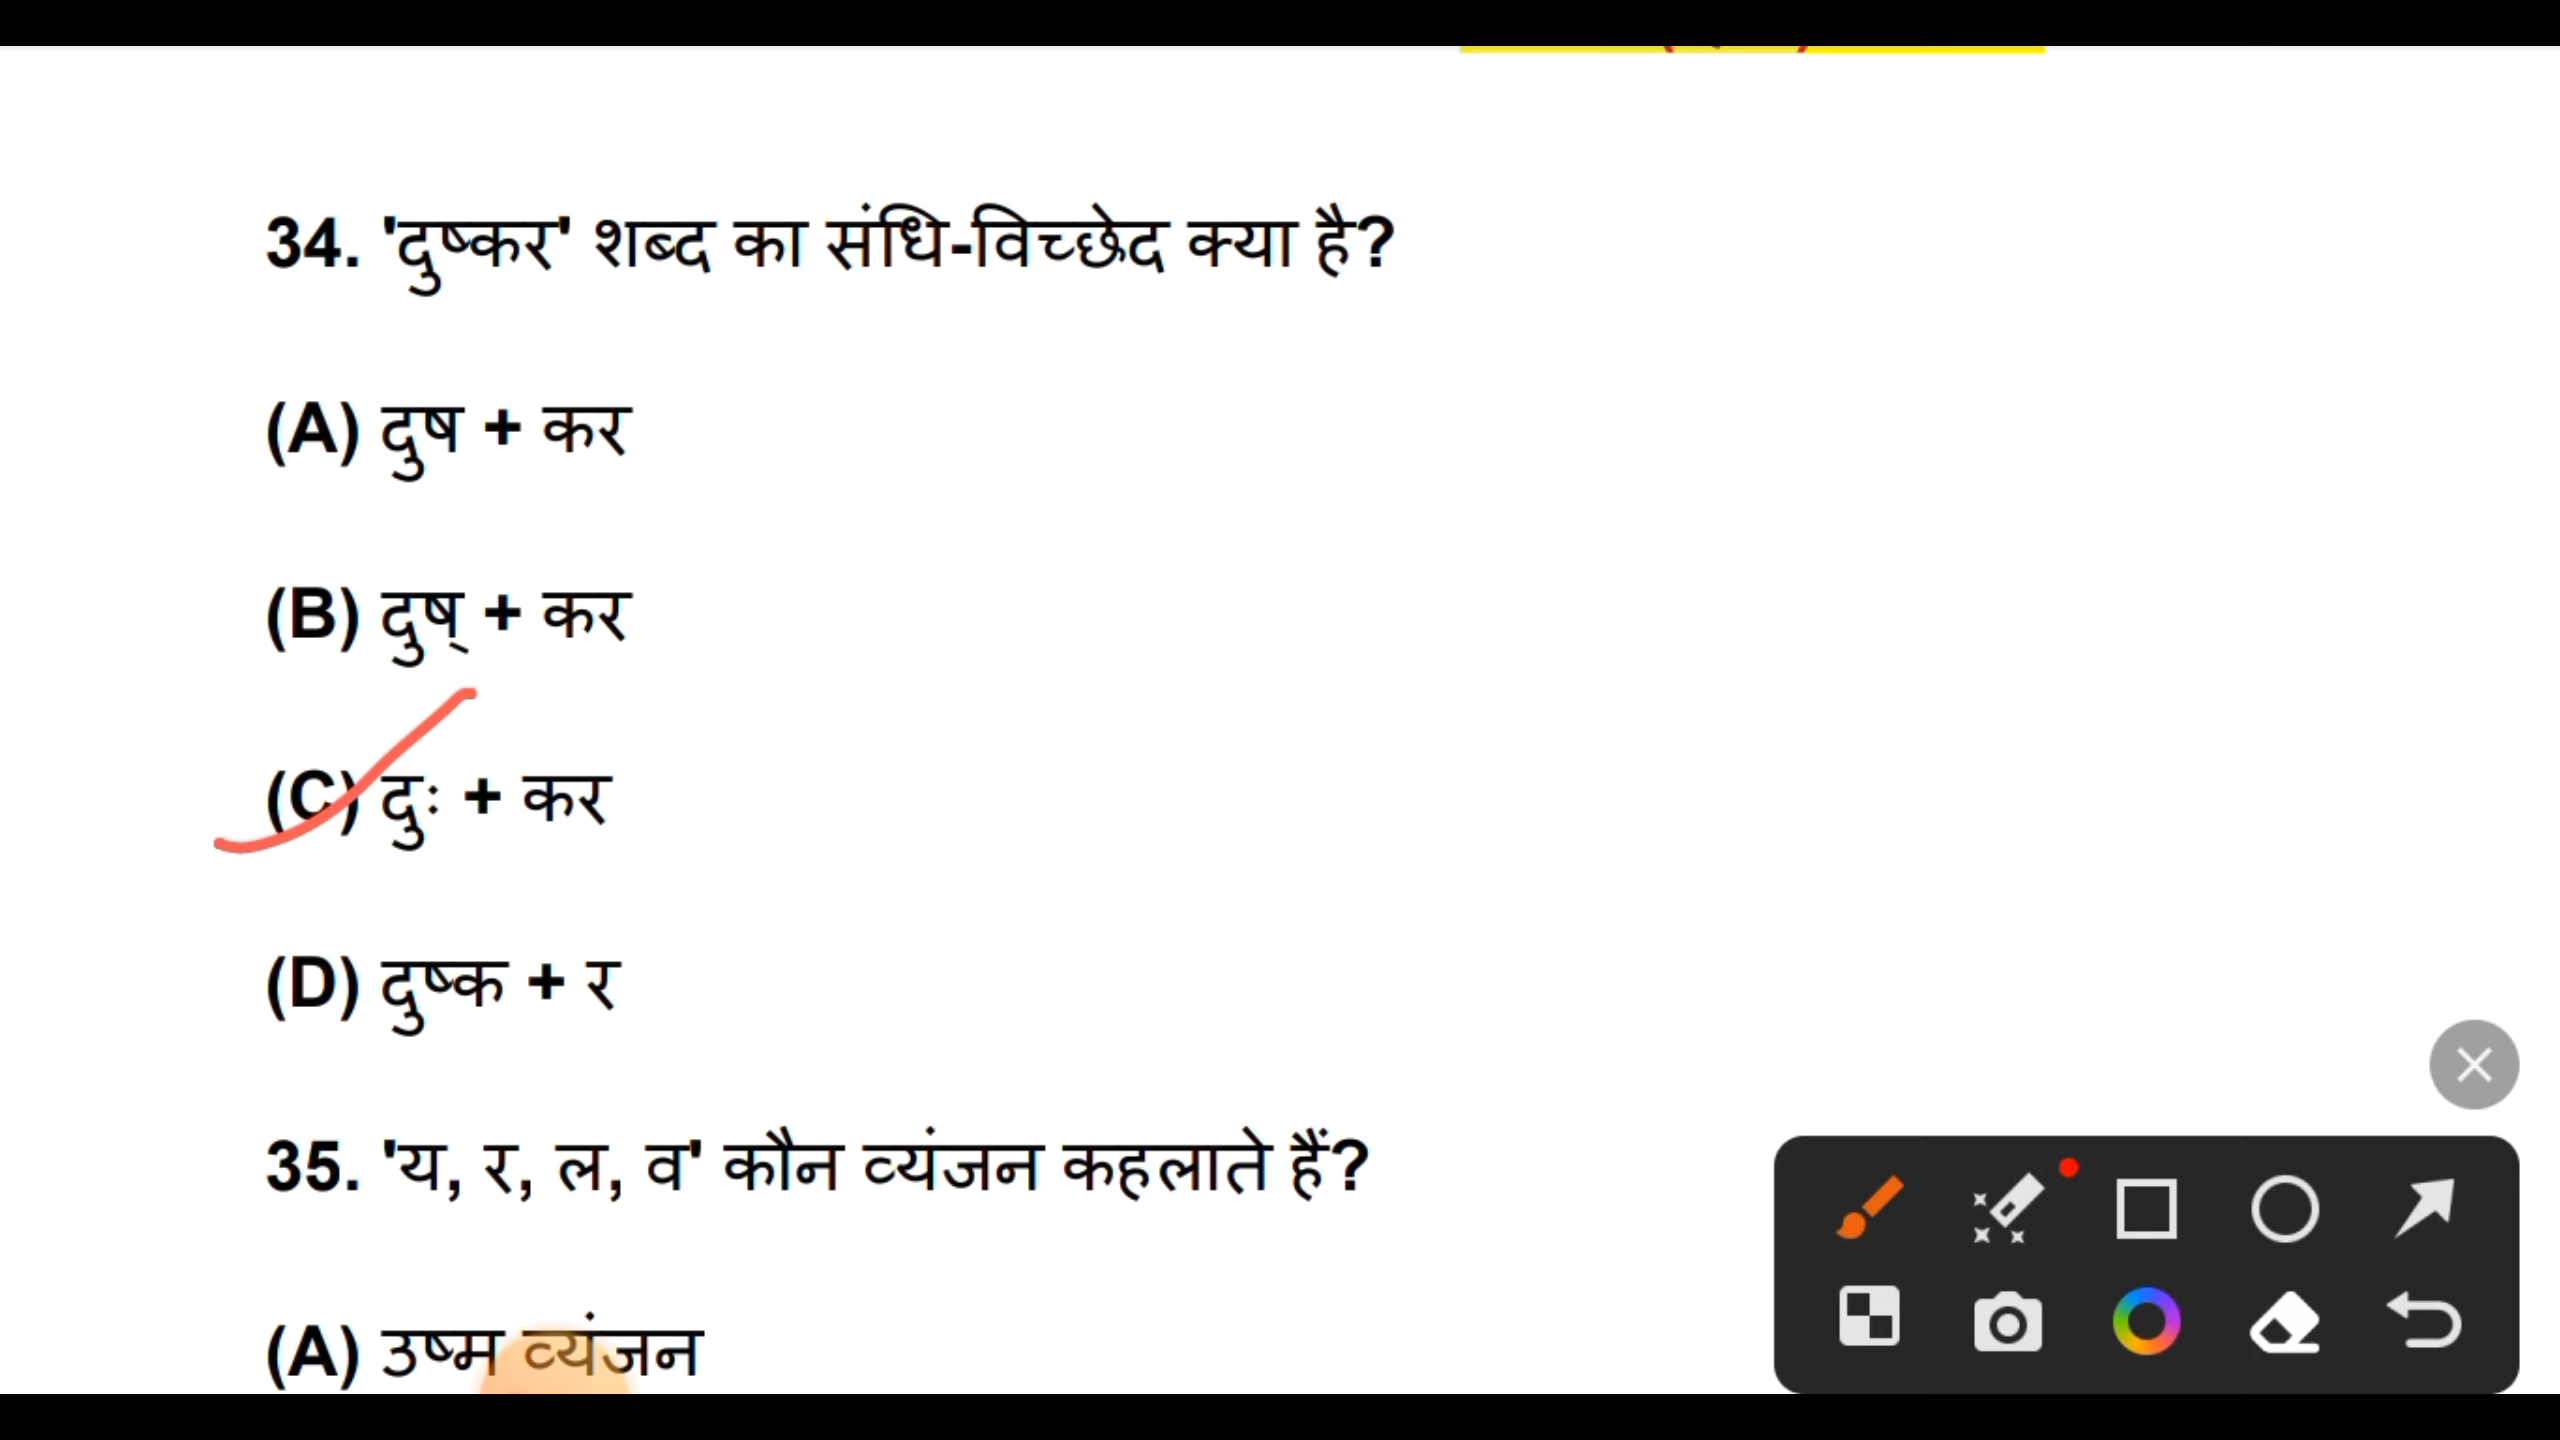 34. 'दुष्कर' शब्द का संधि-विच्छेद क्या है?
(A) दुष + कर
(B) दुष् + कर
(C) दुः + कर
(D) दुष्क + र
35. 'य, र, ल, व' कौन व्यंजन कहलाते हैं?
(A) उष्म व्यंजन